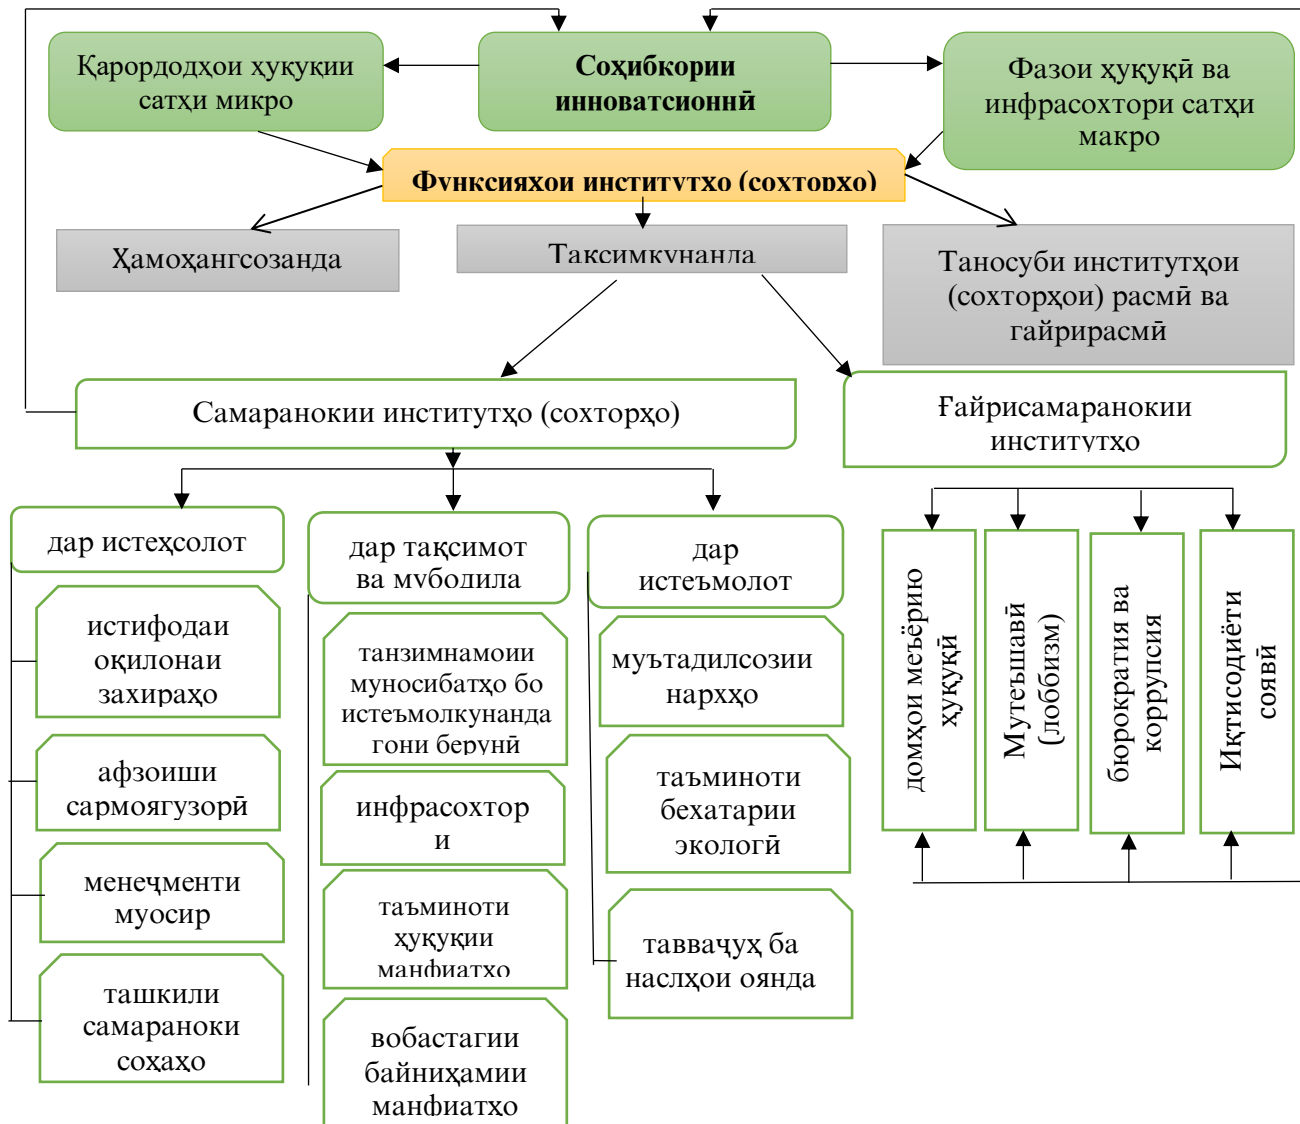 Қарордодҳои ҳуқуқии
сатҳи микро
Соҳибкории
инноватсионнӣ
Фазои ҳуқуқӣ ва
инфрасохтори сатҳи
макро
Функсияҳои институтҳо (сохторҳо)
Ҳамоҳангсозанда
Тақсимкунанда
Таносуби институтҳои
(сохторҳои) расмӣ ва
гайрирасмӣ
Самаранокии институтҳо (сохторҳо)
Ғайрисамаранокии
институтҳо
дар истеҳсолот
дар тақсимот
ва мубодила
дар
истеъмолот
истифодаи
оқилонаи
захираҳо
афзоиши
сармоягузорӣ
менеҷменти
муосир
ташкили
самараноки
соҳаҳо
танзимнамоии
муносибатҳо бо
истеъмолкунанда
гони берунӣ
инфрасохтор
и
таъминоти
ҳуқуқии
манфиатҳо
вобастагии
байниҳамии
манфиатҳо
муътадилсозии
нархҳо
таъминоти
бехатарии
экологӣ
таваҷҷуҳ ба
наслҳои оянда
домҳои меъёрию
ҳуқуқӣ
Мутеъшавӣ
(лоббизм)
бюрократия ва
коррупсия
Иқтисодиёти
соявӣ